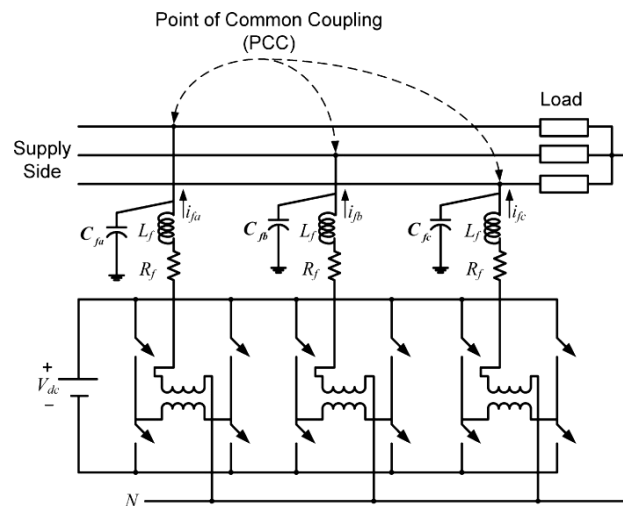 Point of Common Coupling
(PCC)
Load
Supply
Side
i_fa
i_fb
i_fc
C_fa
L_f
C_fb
L_f
C_fc
L_f
R_f
R_f
R_f
+
V_dc
−
N